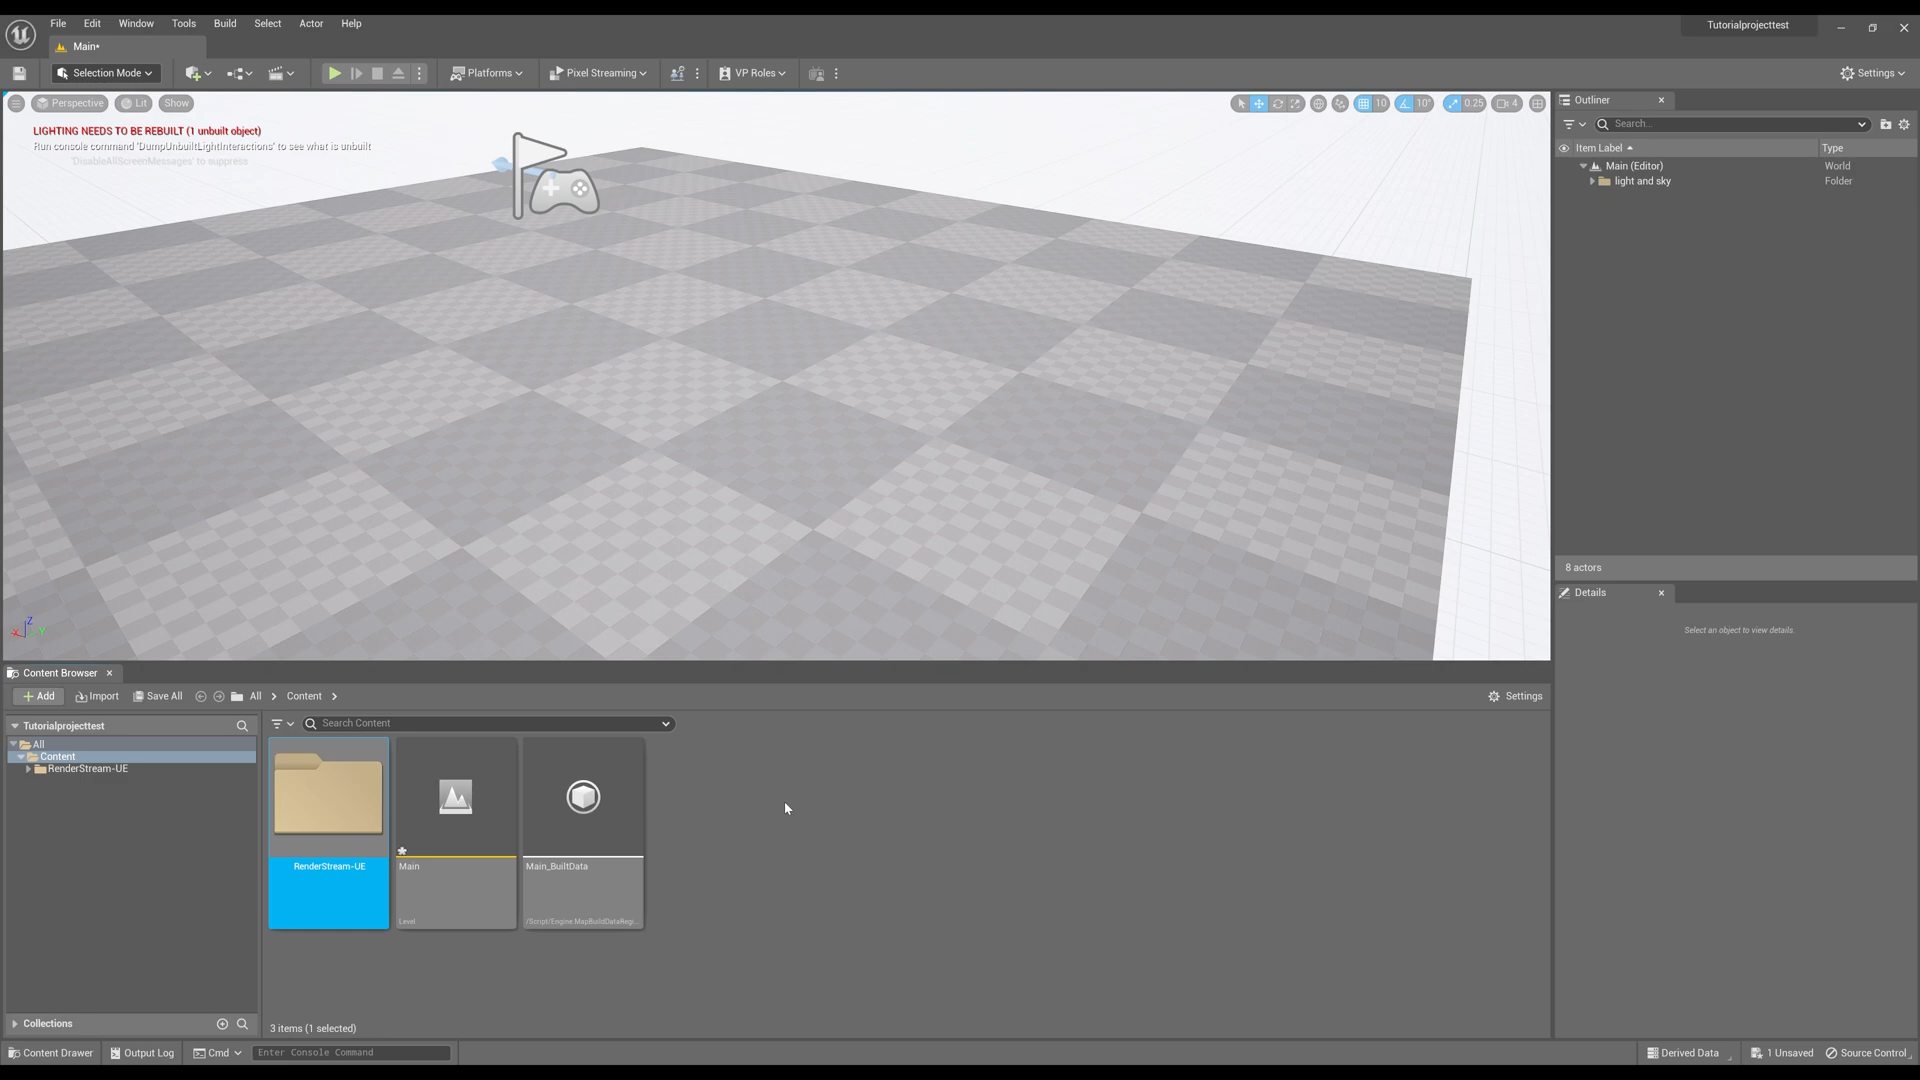 File Edit Window Tools Build Select Actor Help
Tutorialprojecttest
Main*
Selection Mode
Platforms
Pixel Streaming
VP Roles
Settings
Perspective
Lit
Show
10
10°
0.25
4
LIGHTING NEEDS TO BE REBUILT (1 unbuilt object)
Run console command 'DumpUnbuiltLightInteractions' to see what is unbuilt
'DisableAllScreenMessages' to suppress
Z
X
Y
Outliner
Search...
Item Label
Type
Main (Editor)
World
light and sky
Folder
8 actors
Details
Select an object to view details.
Content Browser
Add
Import
Save All
All
Content
Settings
Tutorialprojecttest
All
Content
RenderStream-UE
Search Content
RenderStream-UE
Main
Level
Main_BuiltData
/Script/Engine.MapBuildDataRegi...
Collections
3 items (1 selected)
Content Drawer
Output Log
Cmd
Enter Console Command
Derived Data
1 Unsaved
Source Control